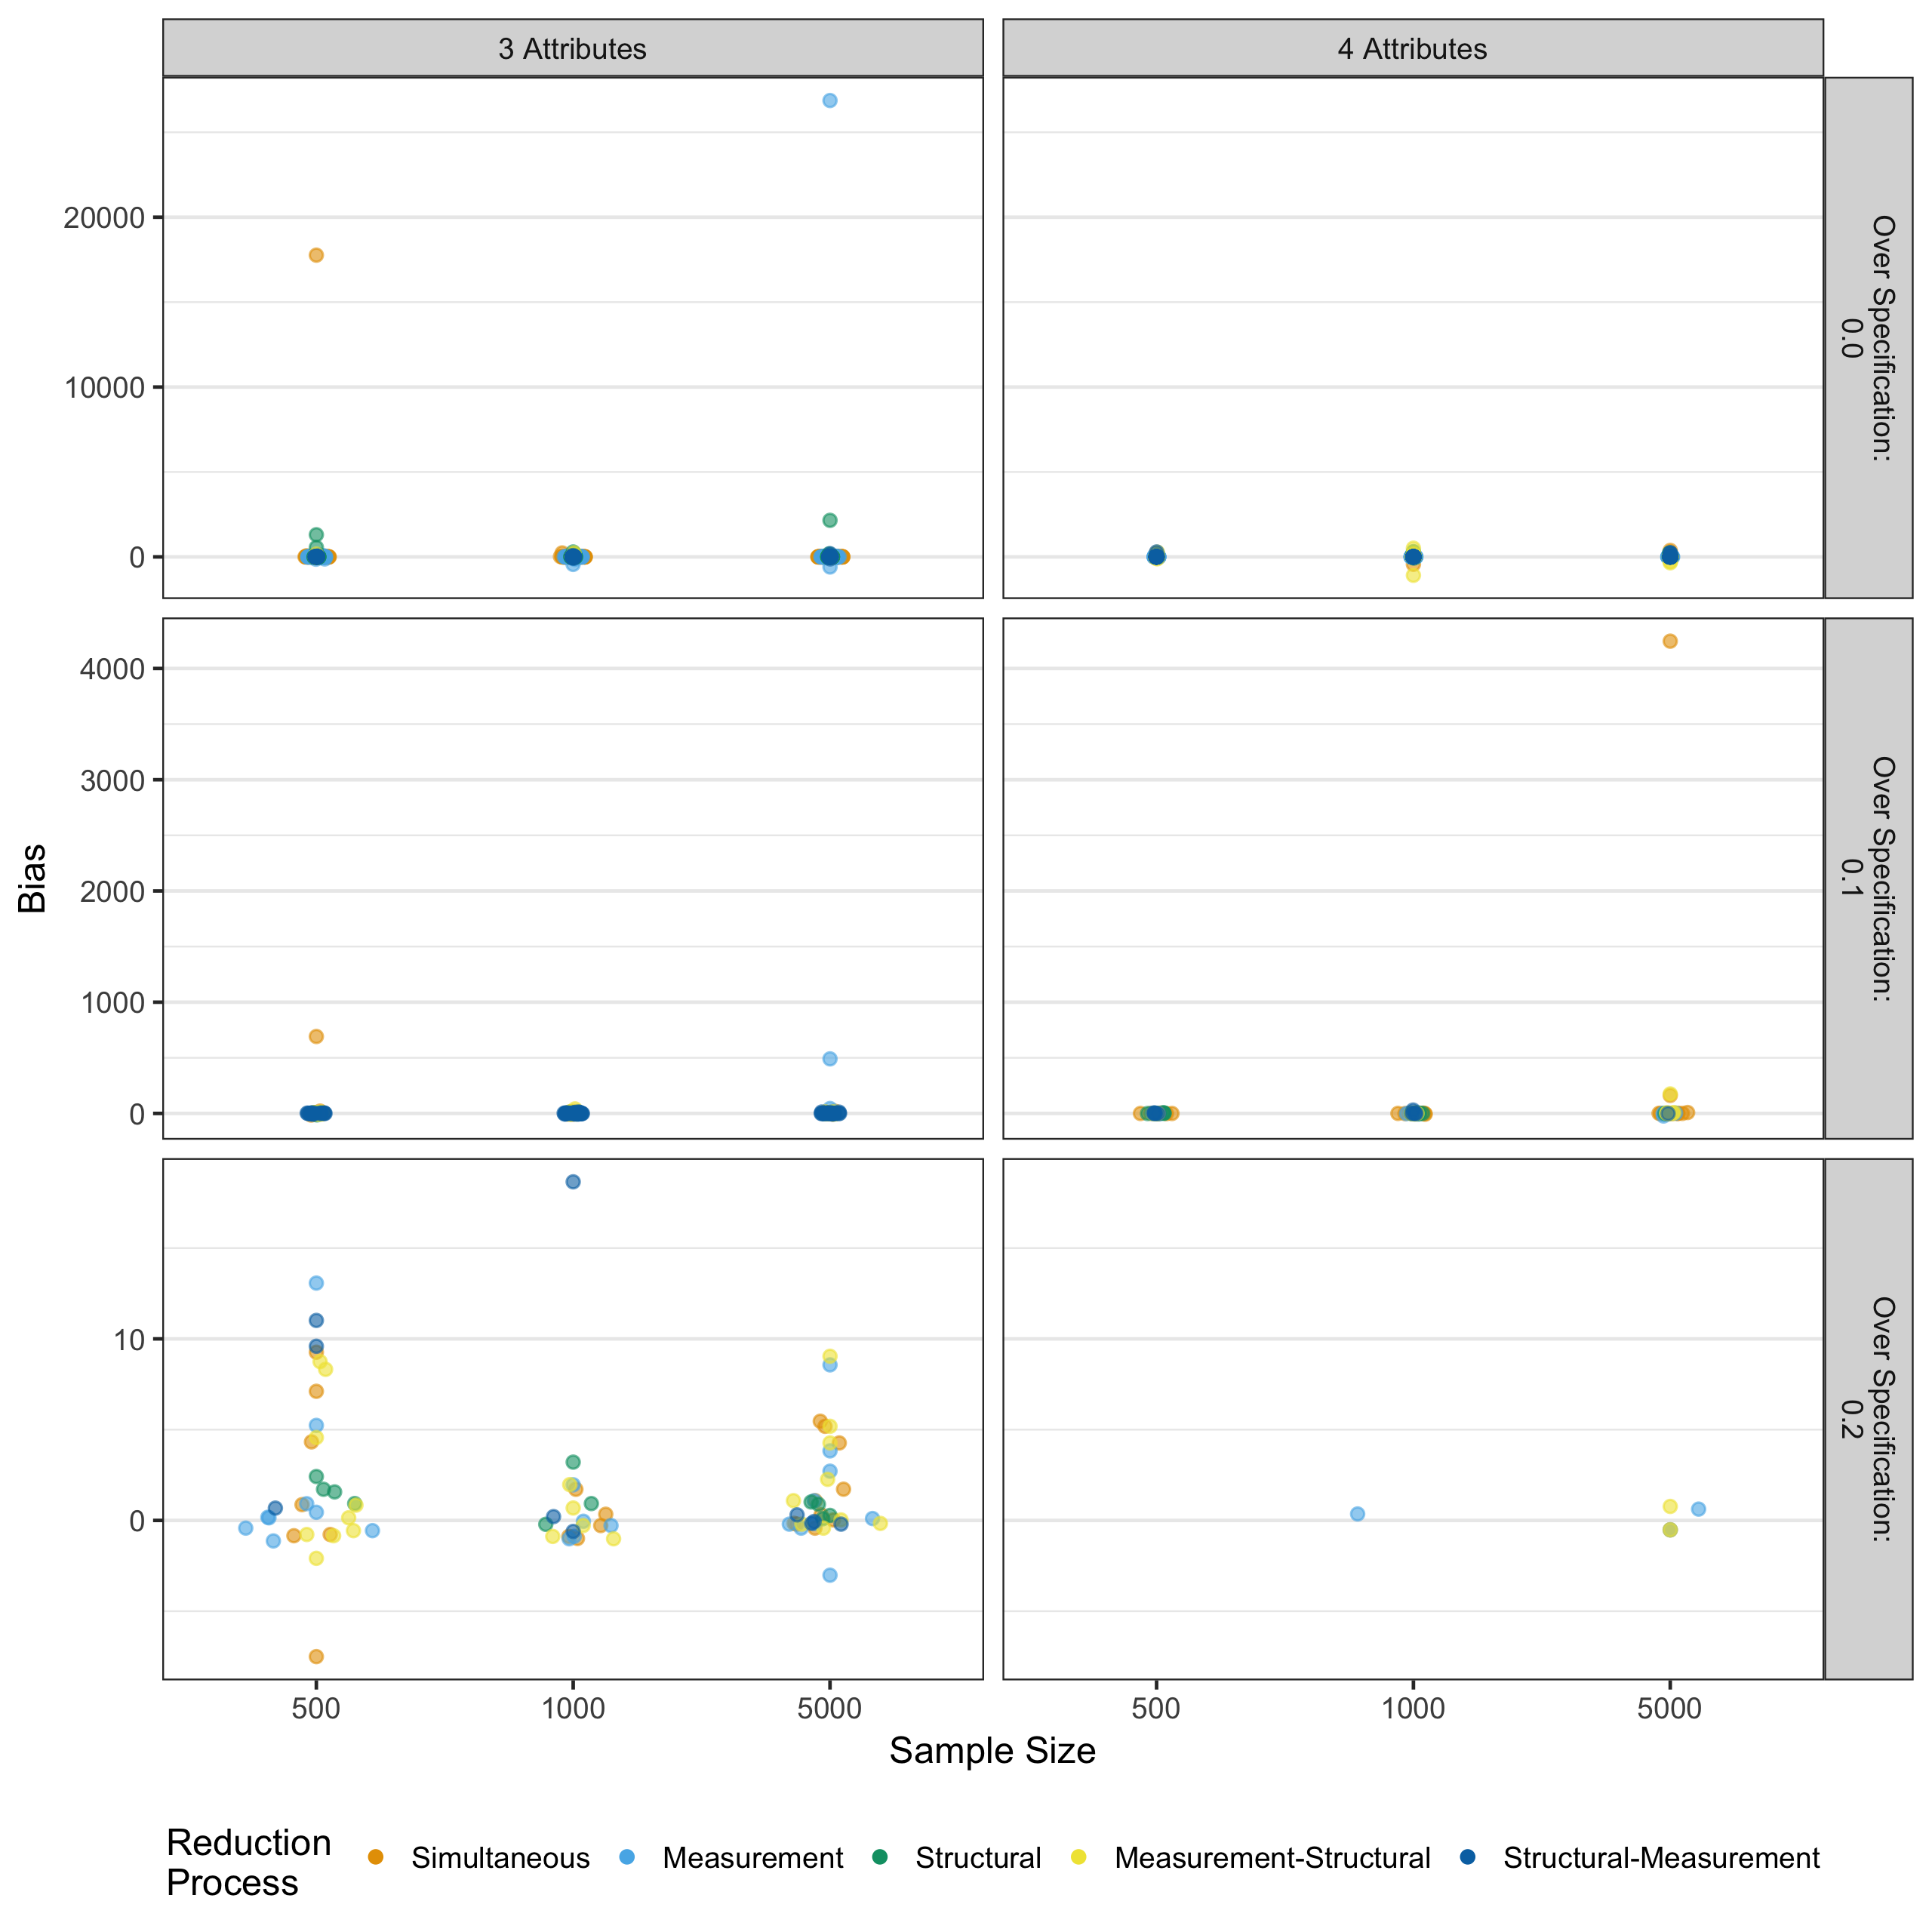 3 Attributes
4 Attributes
20000
10000
0
Over Specification:
0.0
4000
3000
2000
1000
0
Over Specification:
0.1
Bias
10
0
Over Specification:
0.2
500
1000
5000
500
1000
5000
Sample Size
Reduction
Process
Simultaneous
Measurement
Structural
Measurement-Structural
Structural-Measurement